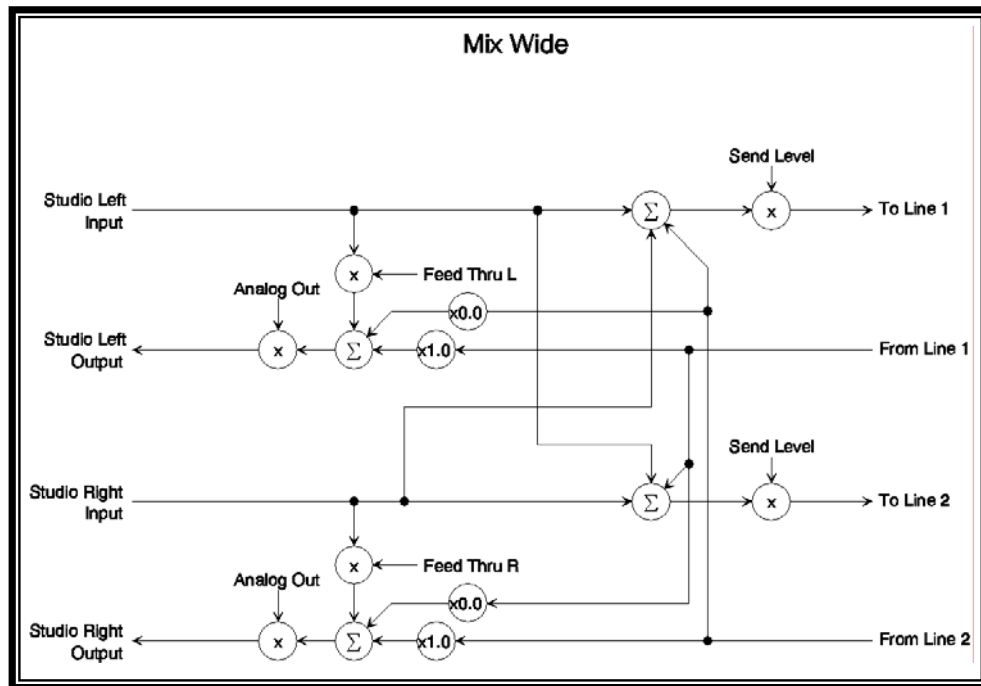 Mix Wide
Send Level
Studio Left
Input
Σ
x
To Line 1
x
Feed Thru L
Analog Out
x0.0
Studio Left
Output
x
Σ
x1.0
From Line 1
Send Level
Studio Right
Input
Σ
x
To Line 2
x
Feed Thru R
Analog Out
x0.0
Studio Right
Output
x
Σ
x1.0
From Line 2